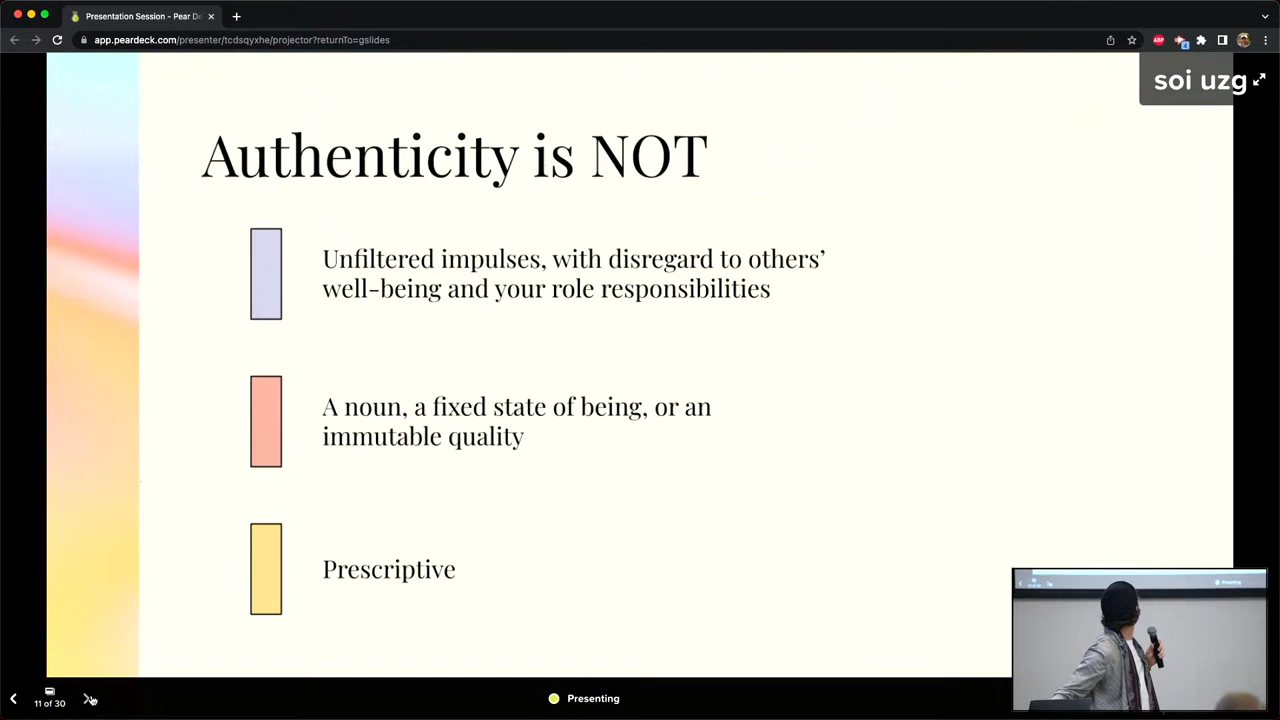 Presentation Session - Pear De
app.peardeck.com/presenter/tcdsqyxhe/projector?returnTo=gslides
ABP
soi uzg
Authenticity is NOT
Unfiltered impulses, with disregard to others’
well-being and your role responsibilities
A noun, a fixed state of being, or an
immutable quality
Prescriptive
Presenting
11 of 30
Presenting